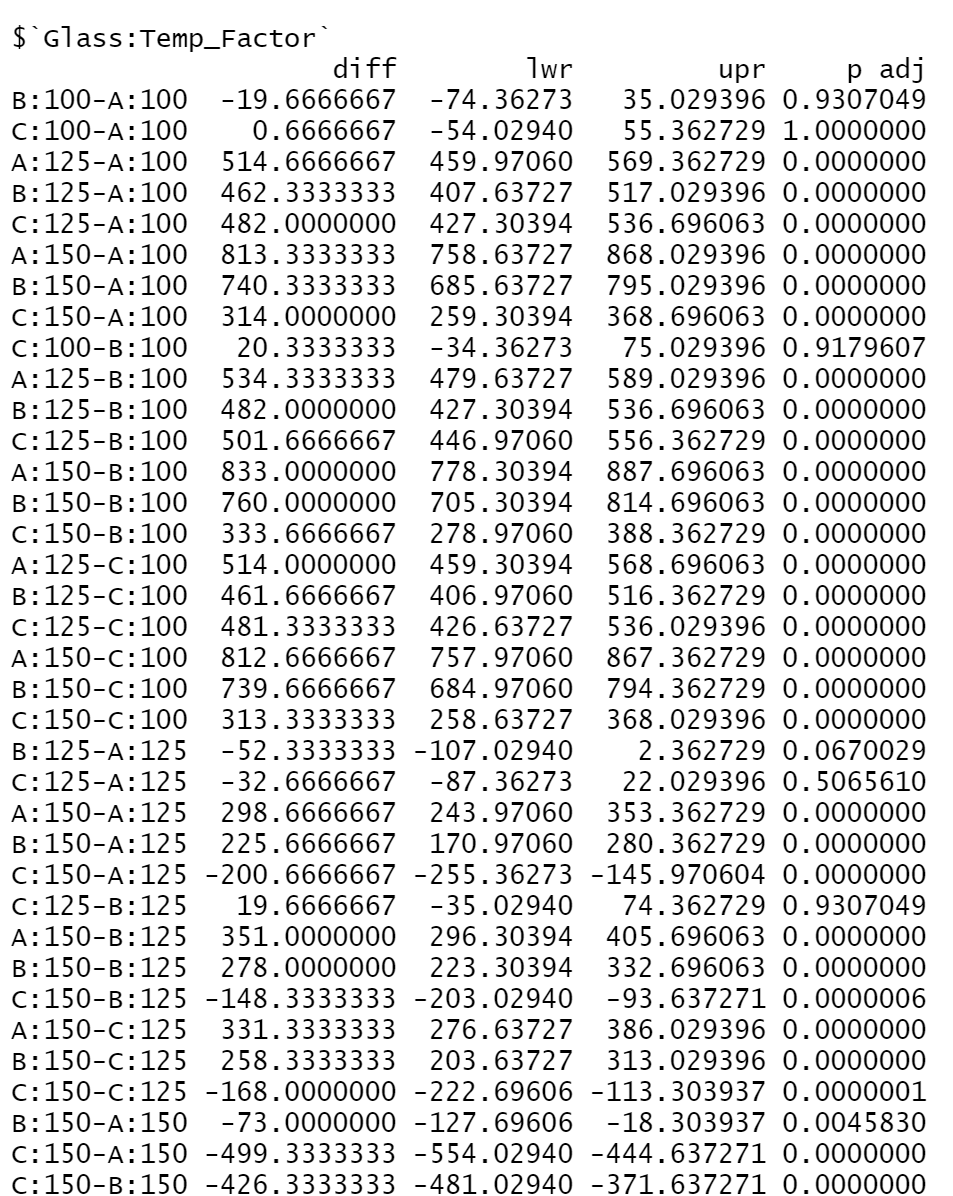 $`Glass:Temp_Factor`
                    diff        lwr         upr     p adj
B:100-A:100  -19.6666667  -74.36273   35.029396 0.9307049
C:100-A:100    0.6666667  -54.02940   55.362729 1.0000000
A:125-A:100  514.6666667  459.97060  569.362729 0.0000000
B:125-A:100  462.3333333  407.63727  517.029396 0.0000000
C:125-A:100  482.0000000  427.30394  536.696063 0.0000000
A:150-A:100  813.3333333  758.63727  868.029396 0.0000000
B:150-A:100  740.3333333  685.63727  795.029396 0.0000000
C:150-A:100  314.0000000  259.30394  368.696063 0.0000000
C:100-B:100   20.3333333  -34.36273   75.029396 0.9179607
A:125-B:100  534.3333333  479.63727  589.029396 0.0000000
B:125-B:100  482.0000000  427.30394  536.696063 0.0000000
C:125-B:100  501.6666667  446.97060  556.362729 0.0000000
A:150-B:100  833.0000000  778.30394  887.696063 0.0000000
B:150-B:100  760.0000000  705.30394  814.696063 0.0000000
C:150-B:100  333.6666667  278.97060  388.362729 0.0000000
A:125-C:100  514.0000000  459.30394  568.696063 0.0000000
B:125-C:100  461.6666667  406.97060  516.362729 0.0000000
C:125-C:100  481.3333333  426.63727  536.029396 0.0000000
A:150-C:100  812.6666667  757.97060  867.362729 0.0000000
B:150-C:100  739.6666667  684.97060  794.362729 0.0000000
C:150-C:100  313.3333333  258.63727  368.029396 0.0000000
B:125-A:125  -52.3333333 -107.02940    2.362729 0.0670029
C:125-A:125  -32.6666667  -87.36273   22.029396 0.5065610
A:150-A:125  298.6666667  243.97060  353.362729 0.0000000
B:150-A:125  225.6666667  170.97060  280.362729 0.0000000
C:150-A:125 -200.6666667 -255.36273 -145.970604 0.0000000
C:125-B:125   19.6666667  -35.02940   74.362729 0.9307049
A:150-B:125  351.0000000  296.30394  405.696063 0.0000000
B:150-B:125  278.0000000  223.30394  332.696063 0.0000000
C:150-B:125 -148.3333333 -203.02940  -93.637271 0.0000006
A:150-C:125  331.3333333  276.63727  386.029396 0.0000000
B:150-C:125  258.3333333  203.63727  313.029396 0.0000000
C:150-C:125 -168.0000000 -222.69606 -113.303937 0.0000001
B:150-A:150  -73.0000000 -127.69606  -18.303937 0.0045830
C:150-A:150 -499.3333333 -554.02940 -444.637271 0.0000000
C:150-B:150 -426.3333333 -481.02940 -371.637271 0.0000000